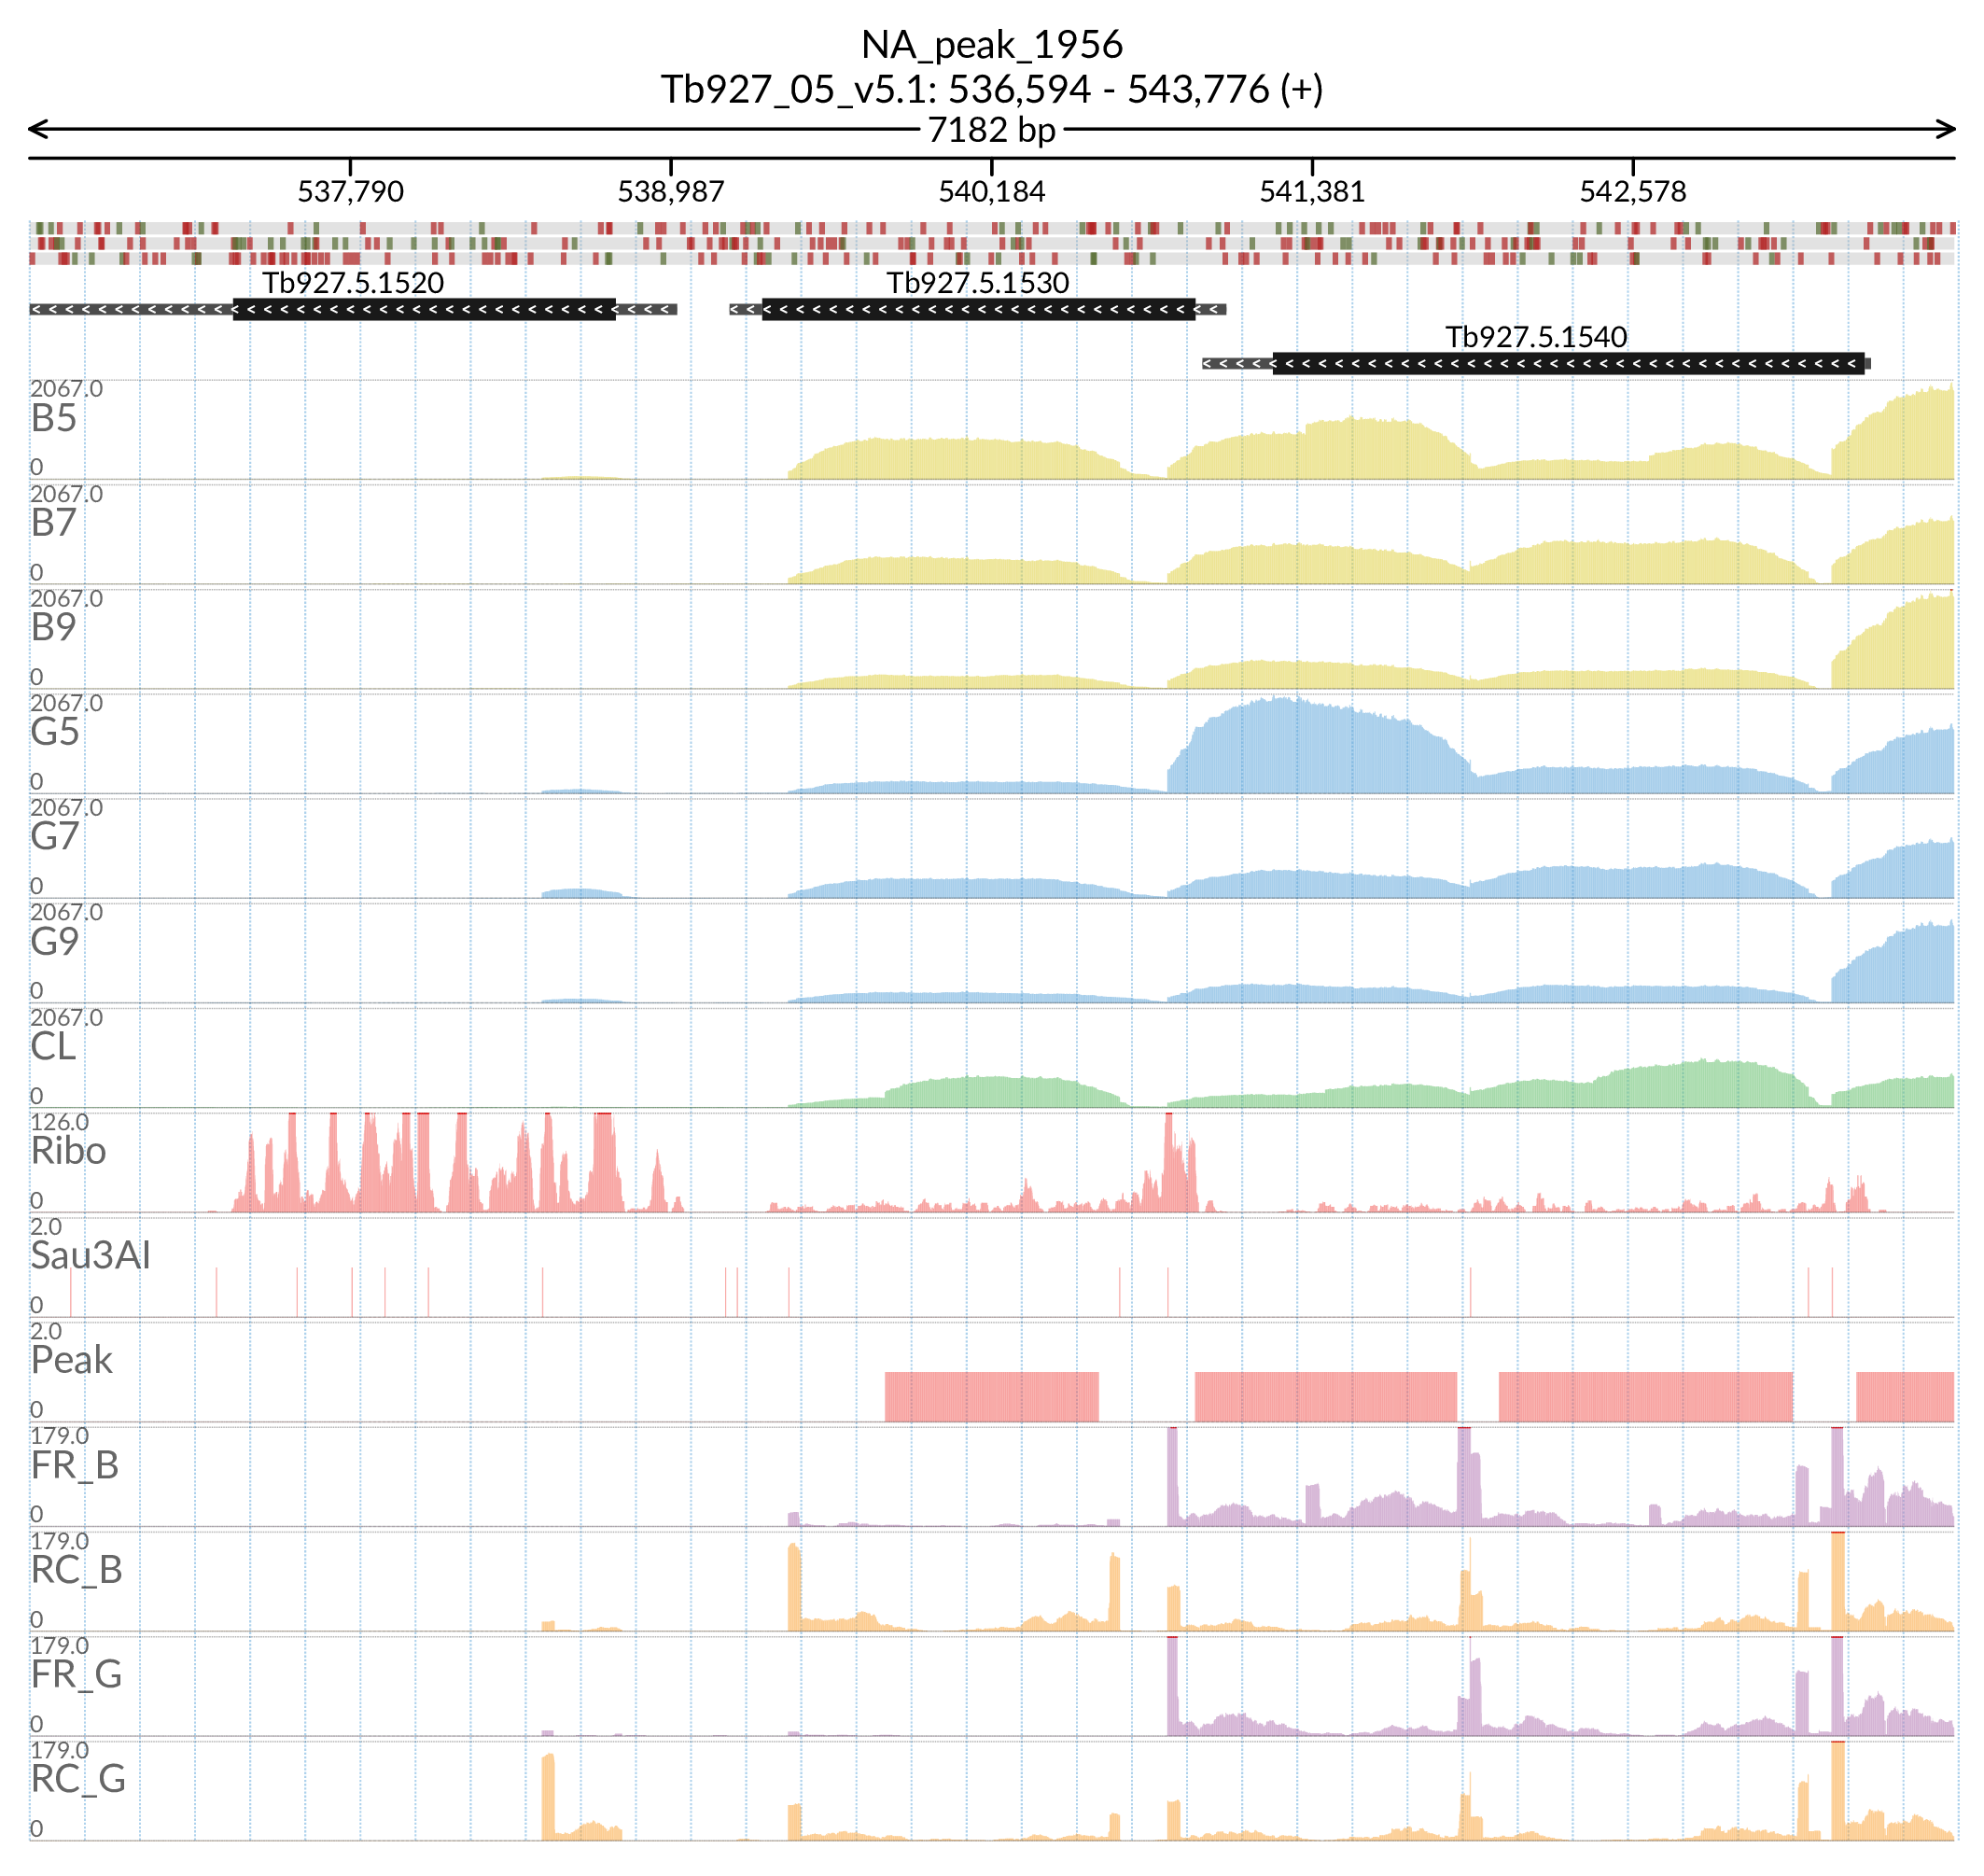 NA_peak_1956
Tb927_05_v5.1: 536,594 - 543,776 (+)
7182 bp
537,790 538,987 540,184 541,381 542,578
Tb927.5.1520 Tb927.5.1530
Tb927.5.1540
2067.0
B5
0
2067.0
B7
0
2067.0
B9
0
2067.0
G5
0
2067.0
G7
0
2067.0
G9
0
2067.0
CL
0
126.0
Ribo
0
2.0
Sau3AI
0
2.0
Peak
0
179.0
FR_B
0
179.0
RC_B
0
179.0
FR_G
0
179.0
RC_G
0